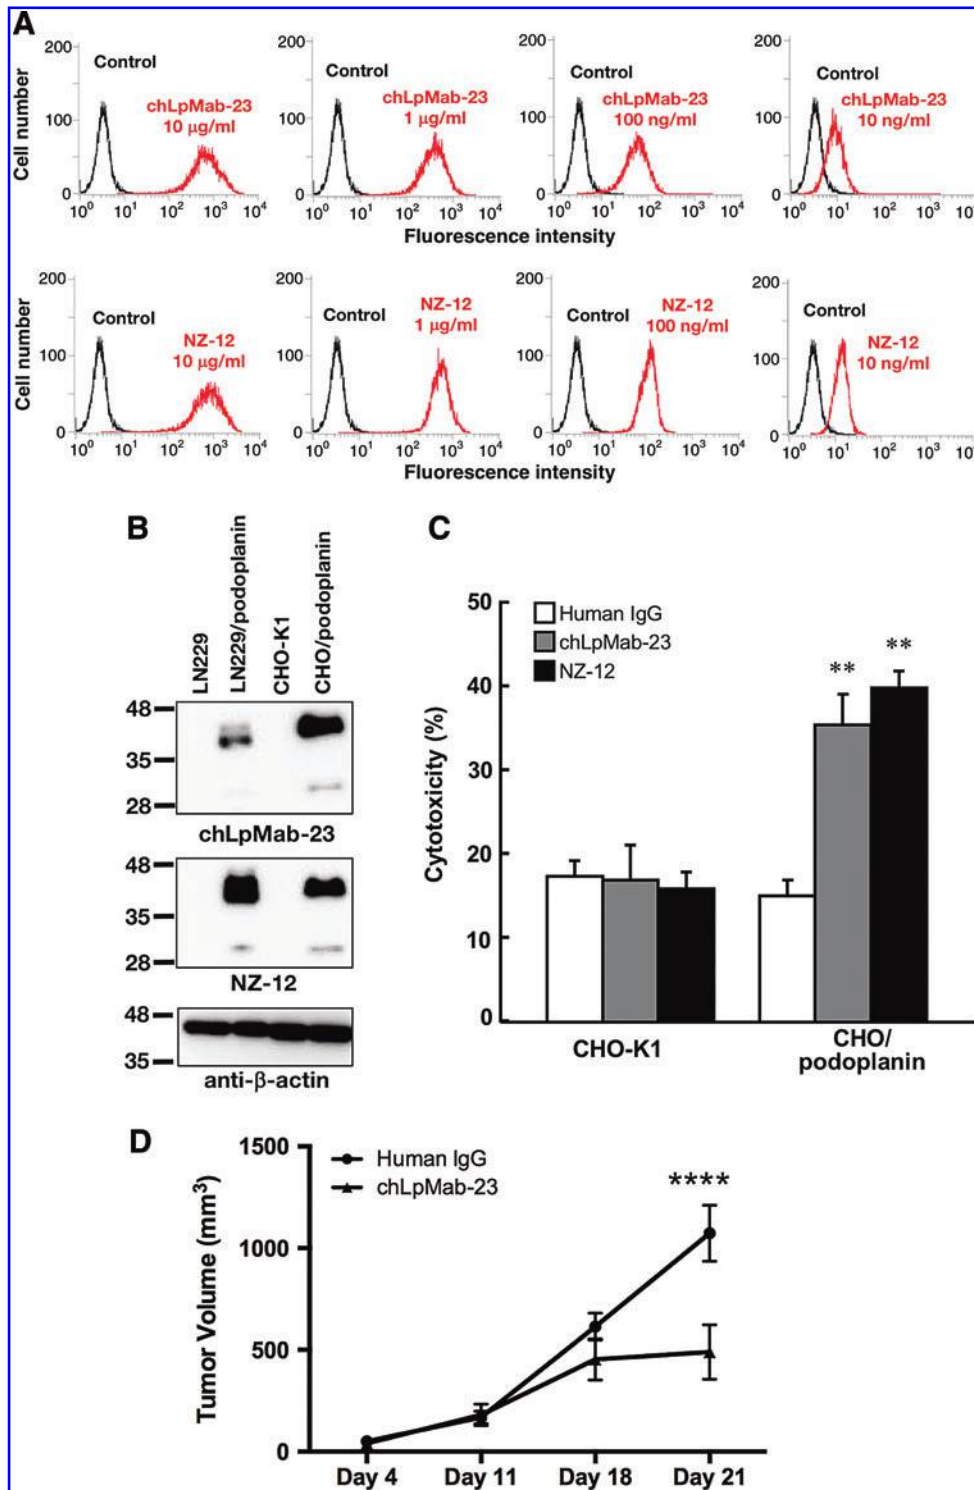 A
200
100
0
Cell number
Control
chLpMab-23
10 μg/ml
10⁰ 10¹ 10² 10³ 10⁴
200
100
0
Control
chLpMab-23
1 μg/ml
10⁰ 10¹ 10² 10³ 10⁴
200
100
0
Control
chLpMab-23
100 ng/ml
10⁰ 10¹ 10² 10³ 10⁴
200
100
0
Control
chLpMab-23
10 ng/ml
10⁰ 10¹ 10² 10³
Fluorescence intensity
Fluorescence intensity
200
100
0
Cell number
Control
NZ-12
10 μg/ml
10⁰ 10¹ 10² 10³ 10⁴
200
100
0
Control
NZ-12
1 μg/ml
10⁰ 10¹ 10² 10³ 10⁴
200
100
0
Control
NZ-12
100 ng/ml
10⁰ 10¹ 10² 10³ 10⁴
200
100
0
Control
NZ-12
10 ng/ml
10⁰ 10¹ 10² 10³
Fluorescence intensity
Fluorescence intensity
B
LN229
LN229/podoplanin
CHO-K1
CHO/podoplanin
48
35
28
chLpMab-23
48
35
28
NZ-12
48
35
anti-β-actin
C
Cytotoxicity (%)
50
40
30
20
10
0
Human IgG
chLpMab-23
NZ-12
**
**
CHO-K1
CHO/
podoplanin
D
Tumor Volume (mm³)
1500
1000
500
0
Human IgG
chLpMab-23
****
Day 4 Day 11 Day 18 Day 21